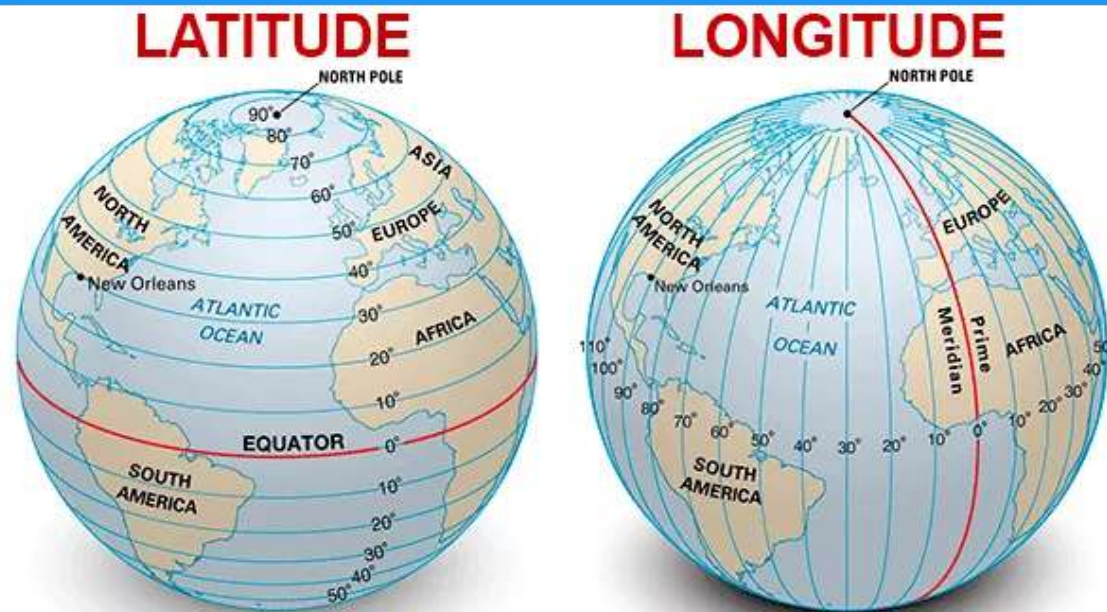 LATITUDE
NORTH POLE
90°
80°
70°
60°
50°
40°
30°
20°
10°
0°
10°
20°
30°
40°
50°
ASIA
NORTH
AMERICA
EUROPE
New Orleans
ATLANTIC
OCEAN
AFRICA
EQUATOR
SOUTH
AMERICA
LONGITUDE
NORTH POLE
NORTH
AMERICA
EUROPE
New Orleans
ATLANTIC
OCEAN
Prime
Meridian
AFRICA
110°
100°
90°
80°
70°
60°
50°
40°
30°
20°
10°
0°
10°
20°
30°
40°
50
SOUTH
AMERICA